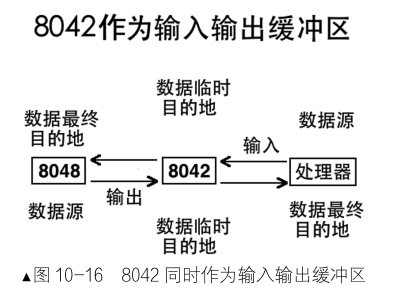 8042作为输入输出缓冲区
数据临时
目的地
数据最终
目的地
数据源
输入
8048
8042
处理器
输出
数据源
数据临时
目的地
数据最终
目的地
▲图 10-16 8042 同时作为输入输出缓冲区